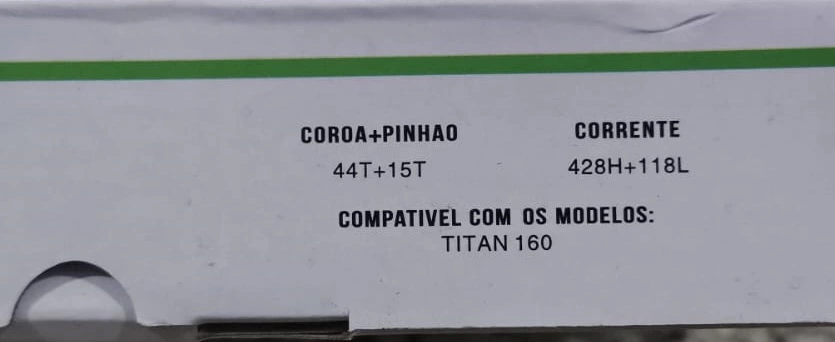 COROA+PINHAO
CORRENTE
44T+15T
428H+118L
COMPATIVEL COM OS MODELOS:
TITAN 160